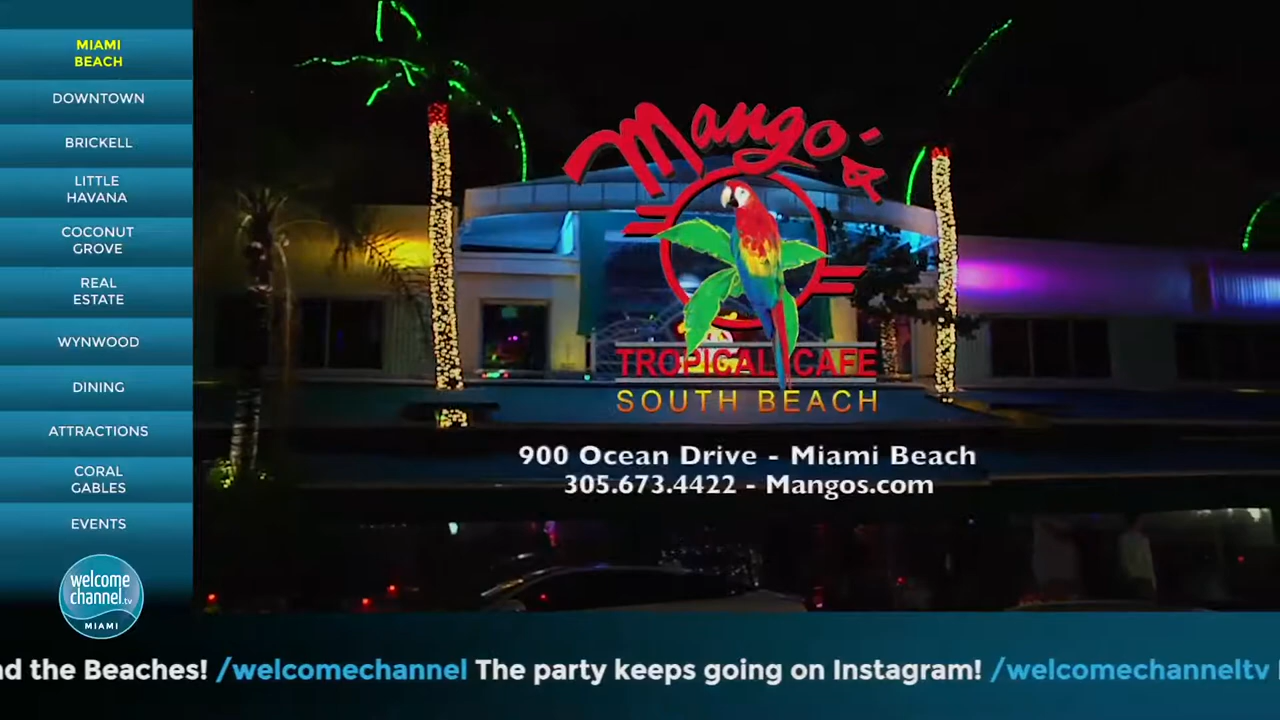 MIAMI
BEACH
DOWNTOWN
BRICKELL
LITTLE
HAVANA
COCONUT
GROVE
REAL
ESTATE
WYNWOOD
DINING
ATTRACTIONS
CORAL
GABLES
EVENTS
welcome
channel.tv
MIAMI
Mango's
TROPICAL CAFE
SOUTH BEACH
900 Ocean Drive - Miami Beach
305.673.4422 - Mangos.com
the Beaches! /welcomechannel The party keeps going on Instagram! /welcomechanneltv